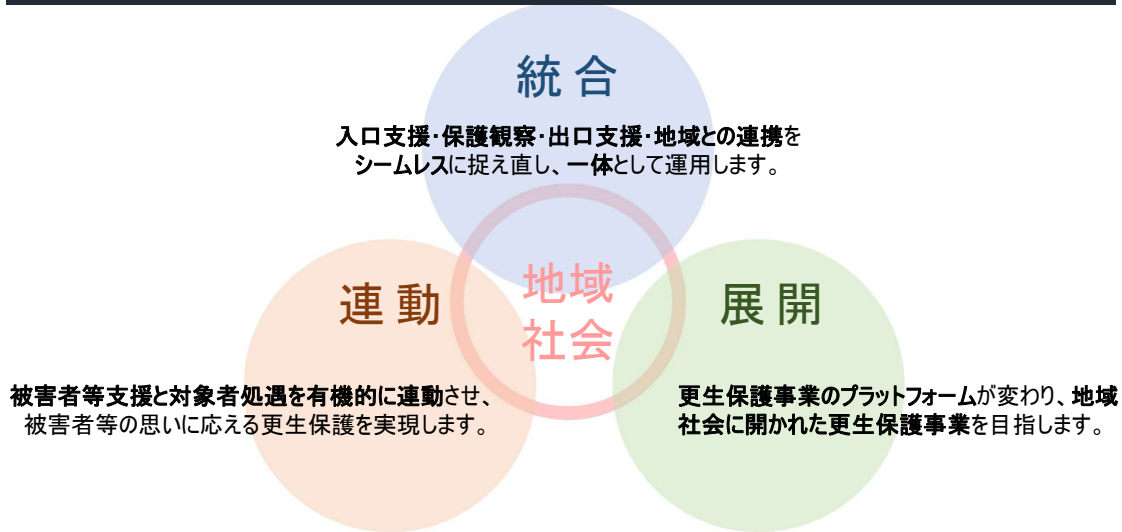 統合
入口支援・保護観察・出口支援・地域との連携を
シームレスに捉え直し、一体として運用します。
地域
社会
連動
被害者等支援と対象者処遇を有機的に連動させ、
被害者等の思いに応える更生保護を実現します。
展開
更生保護事業のプラットフォームが変わり、地域
社会に開かれた更生保護事業を目指します。